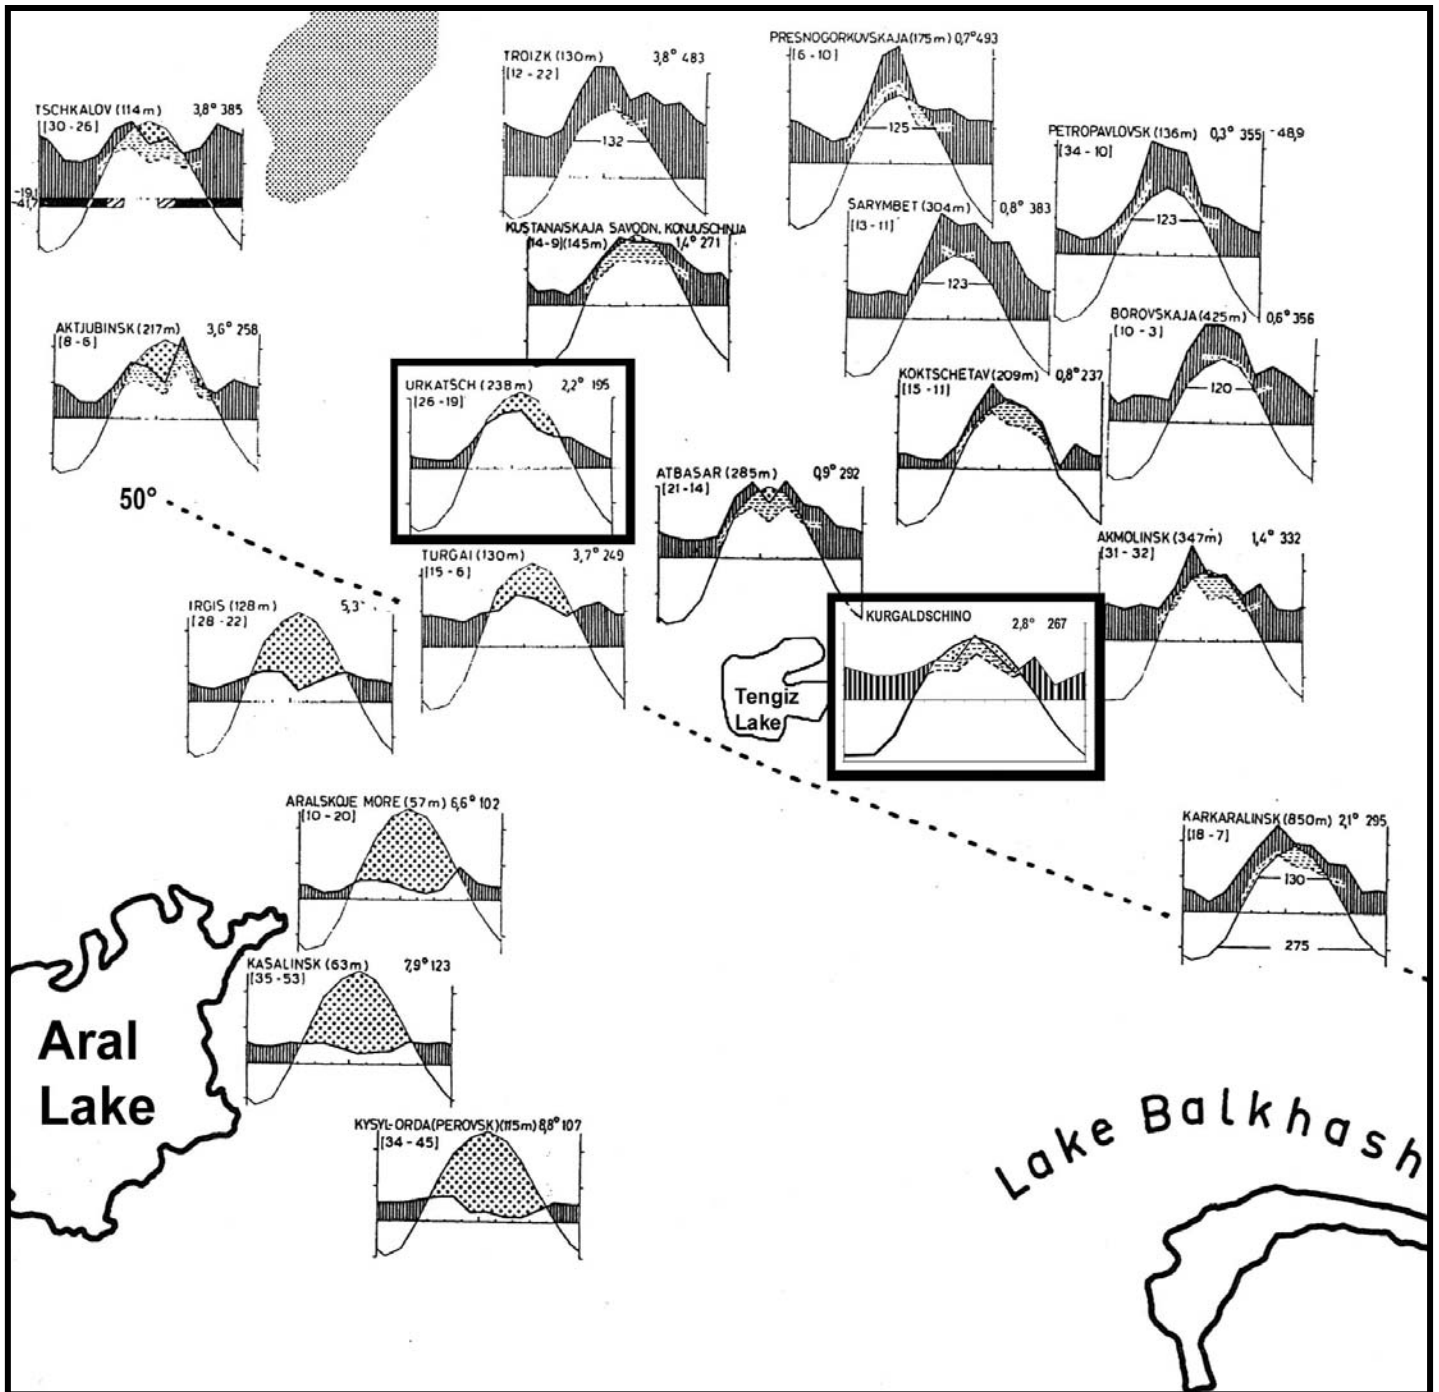 TROIZK (130m) 3,8° 483
[12 - 22]
132
PRESNOGORKOVSKAJA (175m) 0,7° 493
[6 - 10]
125
TSCHKALOV (114m) 3,8° 385
[30 - 26]
-19,1
-41,7
PETROPAVLOVSK (136m) 0,3° 355 -48,9
[34 - 10]
123
SARYMBET (304m) 0,8° 383
[13 - 11]
123
KUSTANAISKAJA SAVODN. KONJUSCHNJA
[14-9] (145m) 1,4° 271
AKTJUBINSK (217m) 3,6° 258
[8 - 6]
BOROVSKAJA (425m) 0,6° 356
[10 - 3]
120
URKATSCH (238m) 2,2° 195
[26 - 19]
KOKTSCHETAV (209m) 0,8° 237
[15 - 11]
50°
ATBASAR (285m) 0,9° 292
[21 - 14]
AKMOLINSK (347m) 1,4° 332
[31 - 32]
TURGAI (130m) 3,7° 249
[15 - 6]
IRGIS (128m) 5,3°
[28 - 22]
KURGALDSCHINO
2,8° 267
Tengiz
Lake
ARALSKOJE MORE (57m) 6,6° 102
[10 - 20]
KARKARALINSK (850m) 2,1° 295
[18 - 7]
130
275
KASALINSK (63m) 7,9° 123
[35 - 53]
Aral
Lake
KYSYL-ORDA (PEROVSK) (115m) 8,8° 107
[34 - 45]
Lake Balkhash